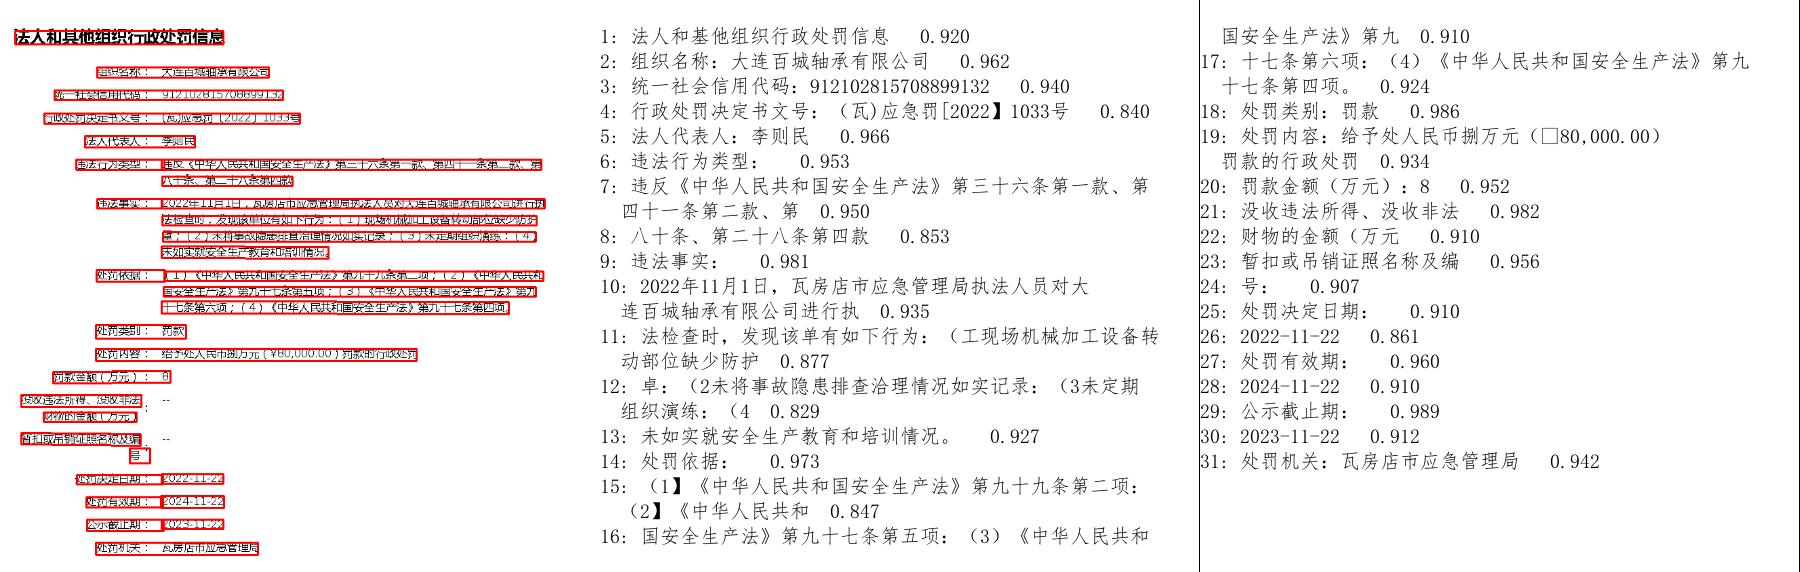 法人和其他组织行政处罚信息
组织名称： 大连百城轴承有限公司
统一社会信用代码： 912102815708899132
行政处罚决定书文号： (瓦)应急罚〔2022〕1033号
法人代表人： 李则民
违法行为类型： 违反《中华人民共和国安全生产法》第三十六条第一款、第四十一条第二款、第
八十条、第二十八条第四款
违法事实： 2022年11月1日，瓦房店市应急管理局执法人员对大连百城轴承有限公司进行执
法检查时，发现该单位有如下行为：（1）现场机械加工设备转动部位缺少防护
罩；（2）未将事故隐患排查治理情况如实记录；（3）未定期组织演练；（4）
未如实就安全生产教育和培训情况。
处罚依据： （1）《中华人民共和国安全生产法》第九十九条第二项；（2）《中华人民共和
国安全生产法》第九十七条第五项；（3）《中华人民共和国安全生产法》第九
十七条第六项；（4）《中华人民共和国安全生产法》第九十七条第四项。
处罚类别： 罚款
处罚内容： 给予处人民币捌万元（¥80,000.00）罚款的行政处罚
罚款金额（万元）： 8
没收违法所得、没收非法 --
财物的金额（万元） ：
暂扣或吊销证照名称及编 --
号 ：
处罚决定日期： 2022-11-22
处罚有效期： 2024-11-22
公示截止期： 2023-11-22
处罚机关： 瓦房店市应急管理局
1: 法人和基他组织行政处罚信息 0.920
2: 组织名称: 大连百城轴承有限公司 0.962
3: 统一社会信用代码: 912102815708899132 0.940
4: 行政处罚决定书文号: （瓦)应急罚[2022】1033号 0.840
5: 法人代表人: 李则民 0.966
6: 违法行为类型: 0.953
7: 违反《中华人民共和国安全生产法》第三十六条第一款、第
四十一条第二款、第 0.950
8: 八十条、第二十八条第四款 0.853
9: 违法事实: 0.981
10: 2022年11月1日，瓦房店市应急管理局执法人员对大
连百城轴承有限公司进行执 0.935
11: 法检查时，发现该单有如下行为: （工现场机械加工设备转
动部位缺少防护 0.877
12: 卓: （2未将事故隐患排查治理情况如实记录: （3未定期
组织演练: （4 0.829
13: 未如实就安全生产教育和培训情况。 0.927
14: 处罚依据: 0.973
15: （1】《中华人民共和国安全生产法》第九十九条第二项:
（2】《中华人民共和 0.847
16: 国安全生产法》第九十七条第五项: （3）《中华人民共和
国安全生产法》第九 0.910
17: 十七条第六项: （4）《中华人民共和国安全生产法》第九
十七条第四项。 0.924
18: 处罚类别: 罚款 0.986
19: 处罚内容: 给予处人民币捌万元（□80,000.00）
罚款的行政处罚 0.934
20: 罚款金额（万元）: 8 0.952
21: 没收违法所得、没收非法 0.982
22: 财物的金额（万元 0.910
23: 暂扣或吊销证照名称及编 0.956
24: 号: 0.907
25: 处罚决定日期: 0.910
26: 2022-11-22 0.861
27: 处罚有效期: 0.960
28: 2024-11-22 0.910
29: 公示截止期: 0.989
30: 2023-11-22 0.912
31: 处罚机关: 瓦房店市应急管理局 0.942